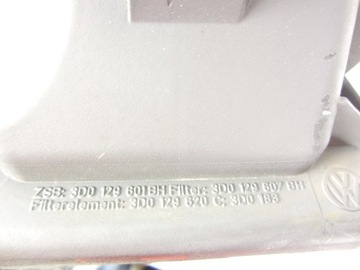 ZSB: 3D0 129 601BH Filter: 3D0 129 607 BH
Filterelement: 3D0 129 620 C; 3D0 183